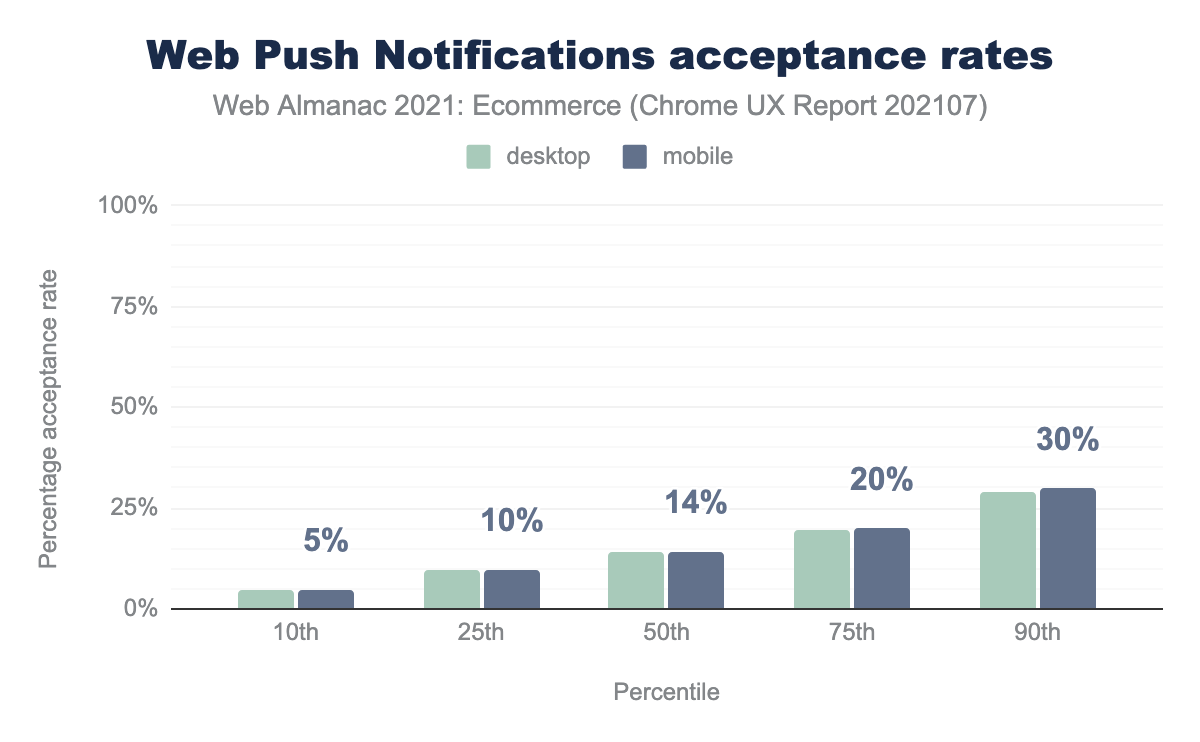 Web Push Notifications acceptance rates
Web Almanac 2021: Ecommerce (Chrome UX Report 202107)
desktop
mobile
Percentage acceptance rate
100%
75%
50%
25%
0%
5%
10%
14%
20%
30%
10th
25th
50th
75th
90th
Percentile